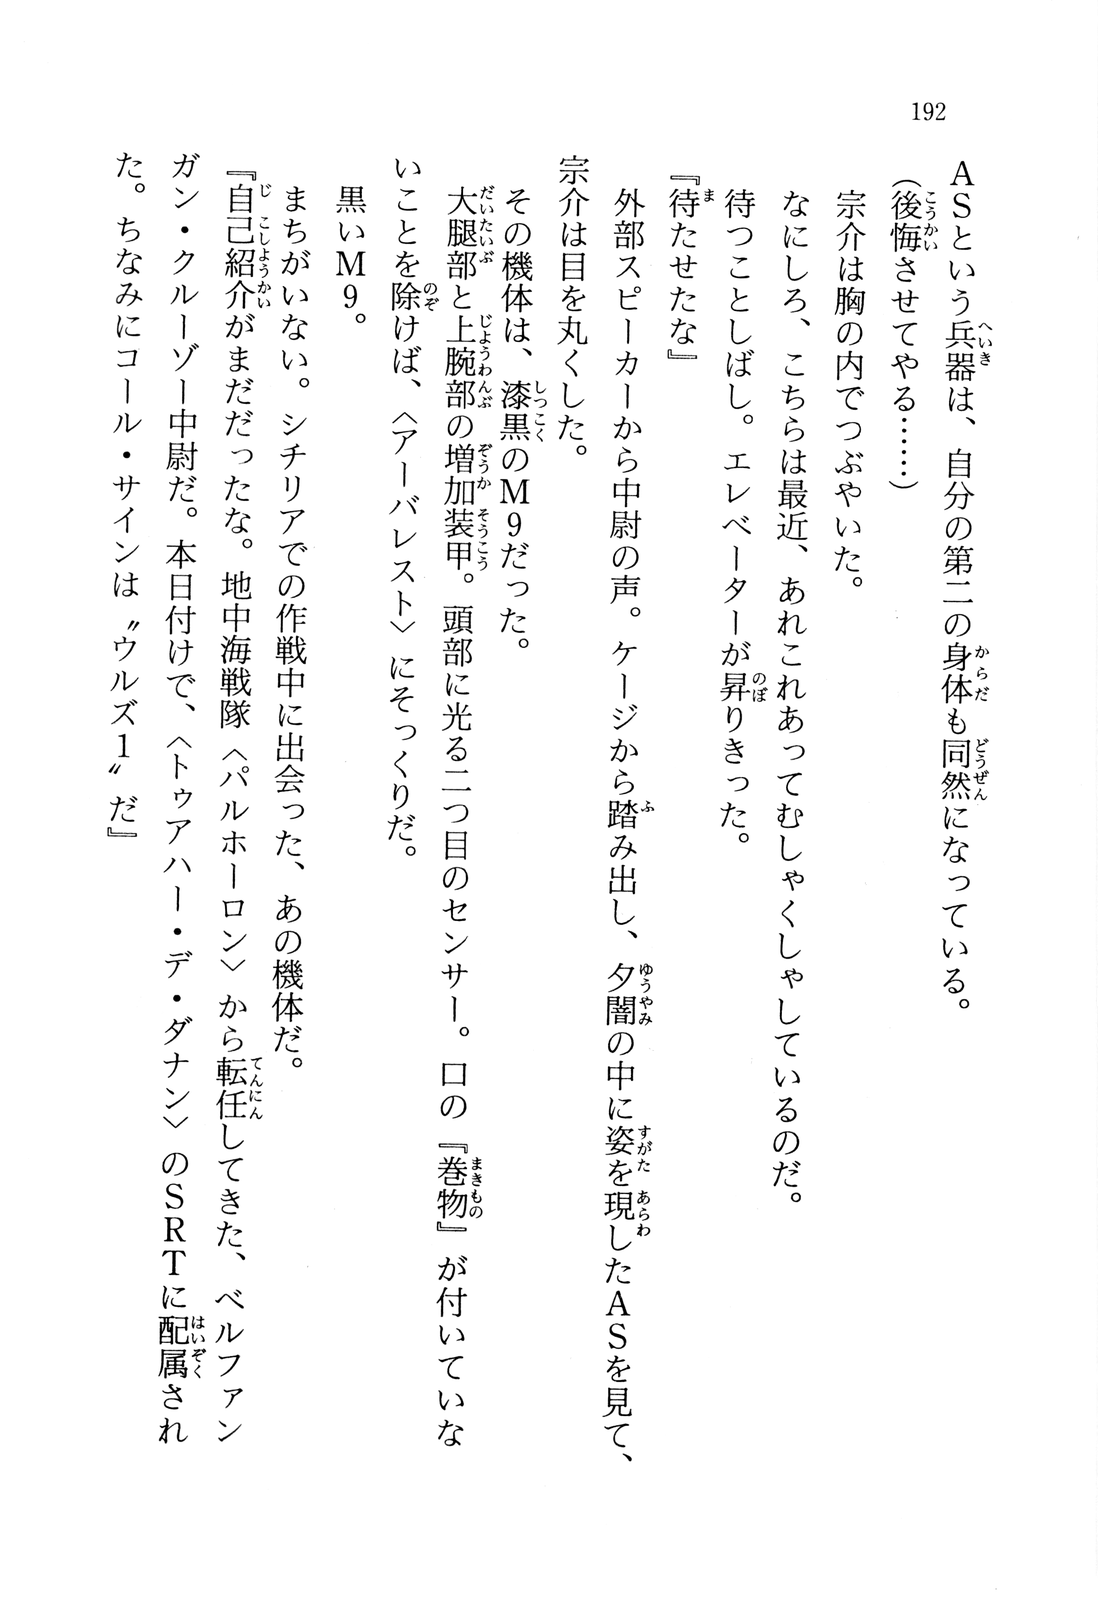 192
ASという兵器は、自分の第二の身体も同然になっている。
（後悔させてやる……）
宗介は胸の内でつぶやいた。
なにしろ、こちらは最近、あれこれあってむしゃくしゃしているのだ。
待つことしばし。エレベーターが昇りきった。
『待たせたな』
外部スピーカーから中尉の声。ケージから踏み出し、夕闇の中に姿を現したASを見て、
宗介は目を丸くした。
その機体は、漆黒のM9だった。
大腿部と上腕部の増加装甲。頭部に光る二つ目のセンサー。口の『巻物』が付いていな
いことを除けば、〈アーバレスト〉にそっくりだ。
黒いM9。
まちがいない。シチリアでの作戦中に出会った、あの機体だ。
『自己紹介がまだだったな。地中海戦隊〈パルホーロン〉から転任してきた、ベルファン
ガン・クルーゾー中尉だ。本日付けで、〈トゥアハー・デ・ダナン〉のSRTに配属され
た。ちなみにコール・サインは〝ウルズ1〟だ』